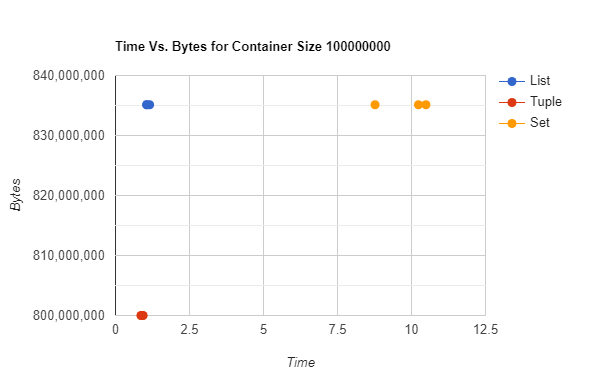 Time Vs. Bytes for Container Size 100000000
840,000,000
830,000,000
820,000,000
810,000,000
800,000,000
Bytes
0 2.5 5 7.5 10 12.5
Time
List
Tuple
Set